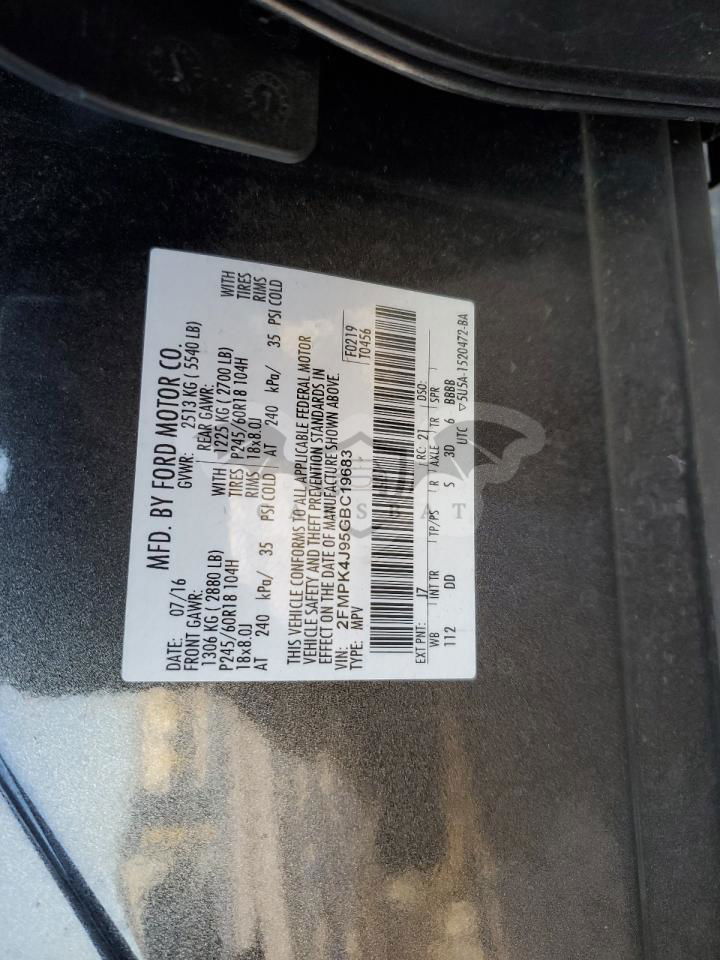 MFD. BY FORD MOTOR CO.
DATE: 07/16 GVWR: 2513 KG ( 5540 LB)
FRONT GAWR: REAR GAWR:
1306 KG ( 2880 LB) WITH 1225 KG ( 2700 LB) WITH
P245/60R18 104H TIRES P245/60R18 104H TIRES
18x8.0J RIMS 18x8.0J RIMS
AT 240 kPa/ 35 PSI COLD AT 240 kPa/ 35 PSI COLD
THIS VEHICLE CONFORMS TO ALL APPLICABLE FEDERAL MOTOR
VEHICLE SAFETY AND THEFT PREVENTION STANDARDS IN
EFFECT ON THE DATE OF MANUFACTURE SHOWN ABOVE.
VIN: 2FMPK4J95GBC19683 F0219
TYPE: MPV T0456
EXT PNT: J7 RC: 21 DSO:
WB INT TR TP/PS R AXLE TR SPR
112 DD S 3D 6 BBBB
UTC ▽5U5A-1520472-BA